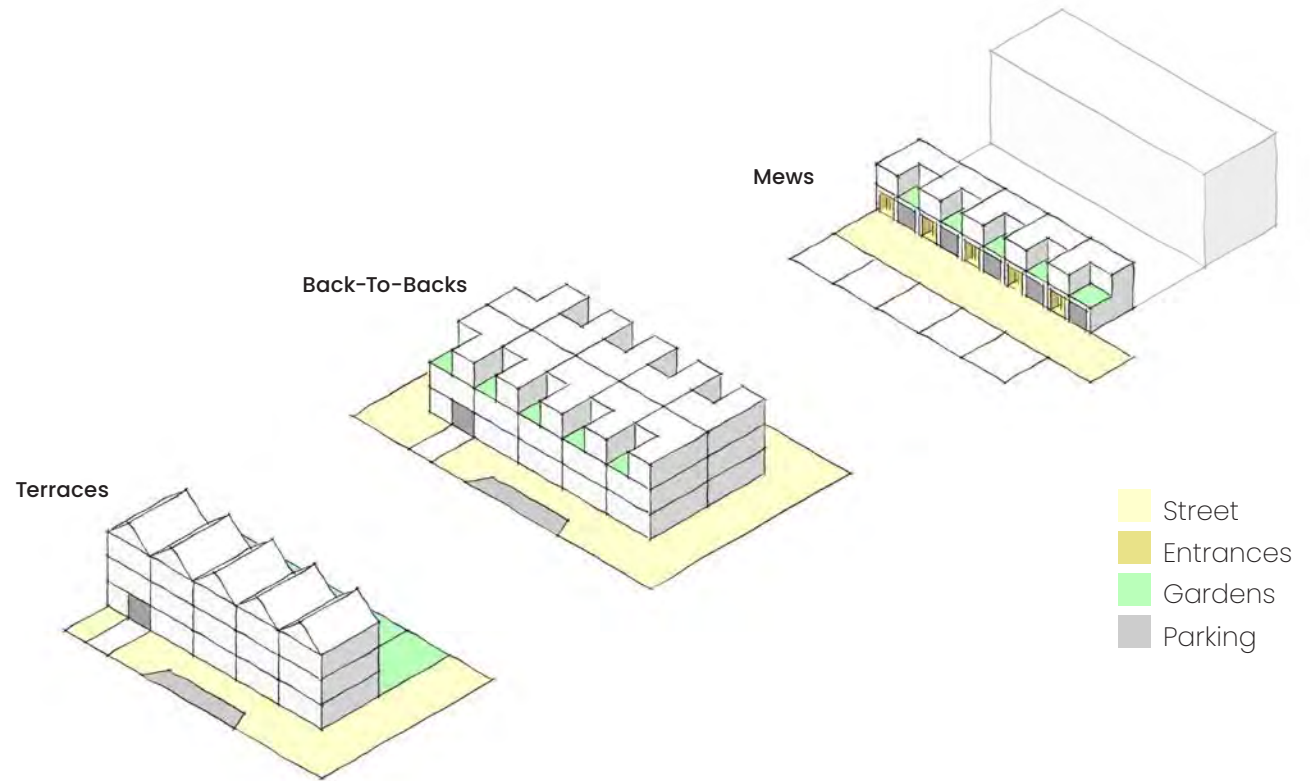 Mews
Back-To-Backs
Terraces
Street
Entrances
Gardens
Parking